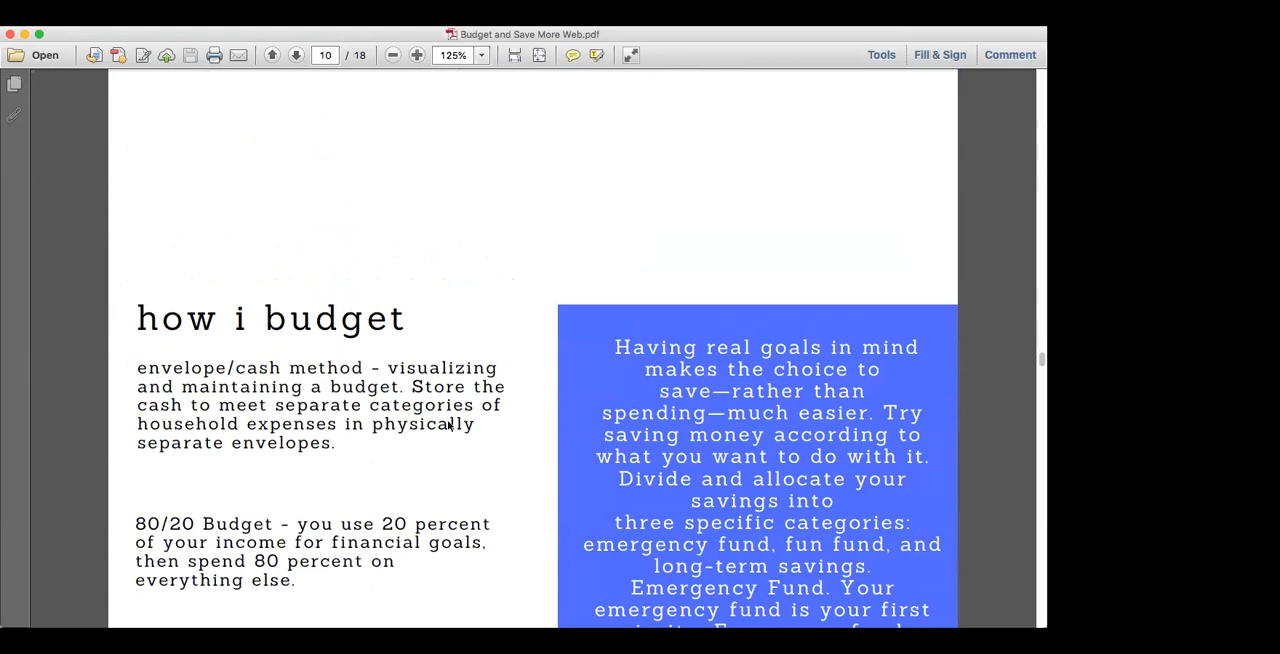 Budget and Save More Web.pdf
Open
10 / 18
125%
Tools
Fill & Sign
Comment
how i budget
envelope/cash method - visualizing
and maintaining a budget. Store the
cash to meet separate categories of
household expenses in physically
separate envelopes.
80/20 Budget - you use 20 percent
of your income for financial goals,
then spend 80 percent on
everything else.
Having real goals in mind
makes the choice to
save—rather than
spending—much easier. Try
saving money according to
what you want to do with it.
Divide and allocate your
savings into
three specific categories:
emergency fund, fun fund, and
long-term savings.
Emergency Fund. Your
emergency fund is your first